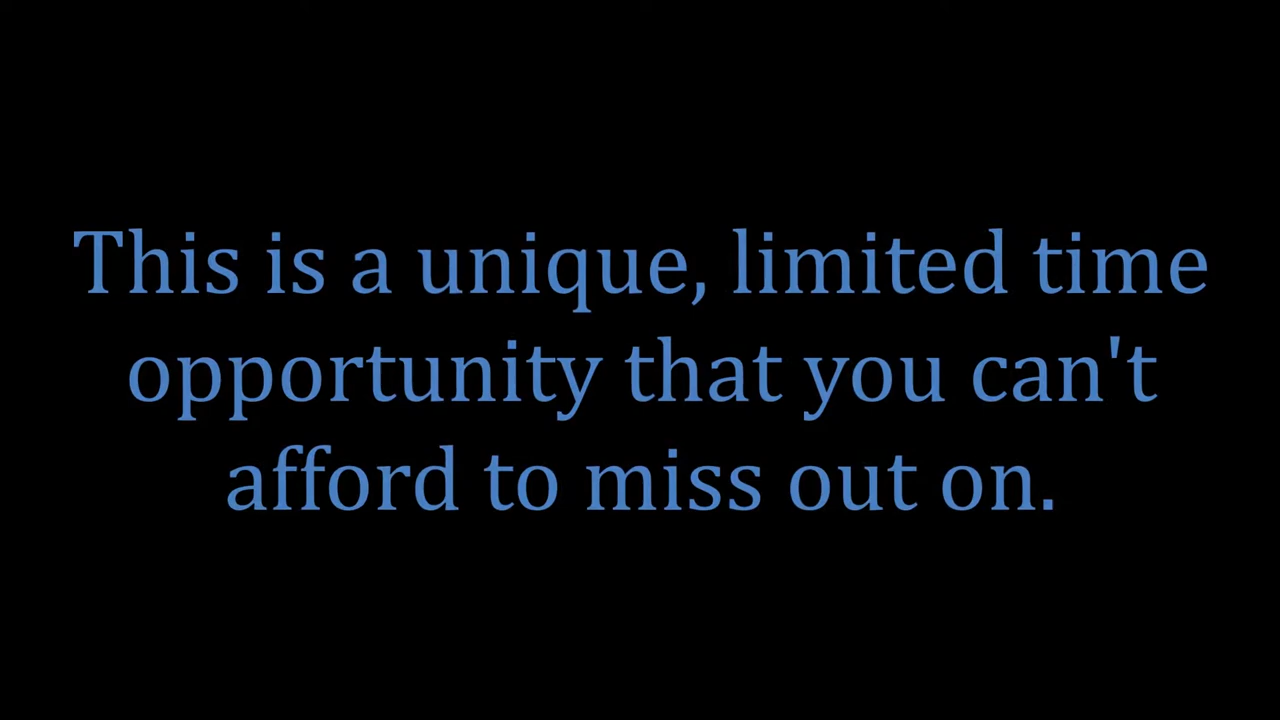 This is a unique, limited time
opportunity that you can't
afford to miss out on.